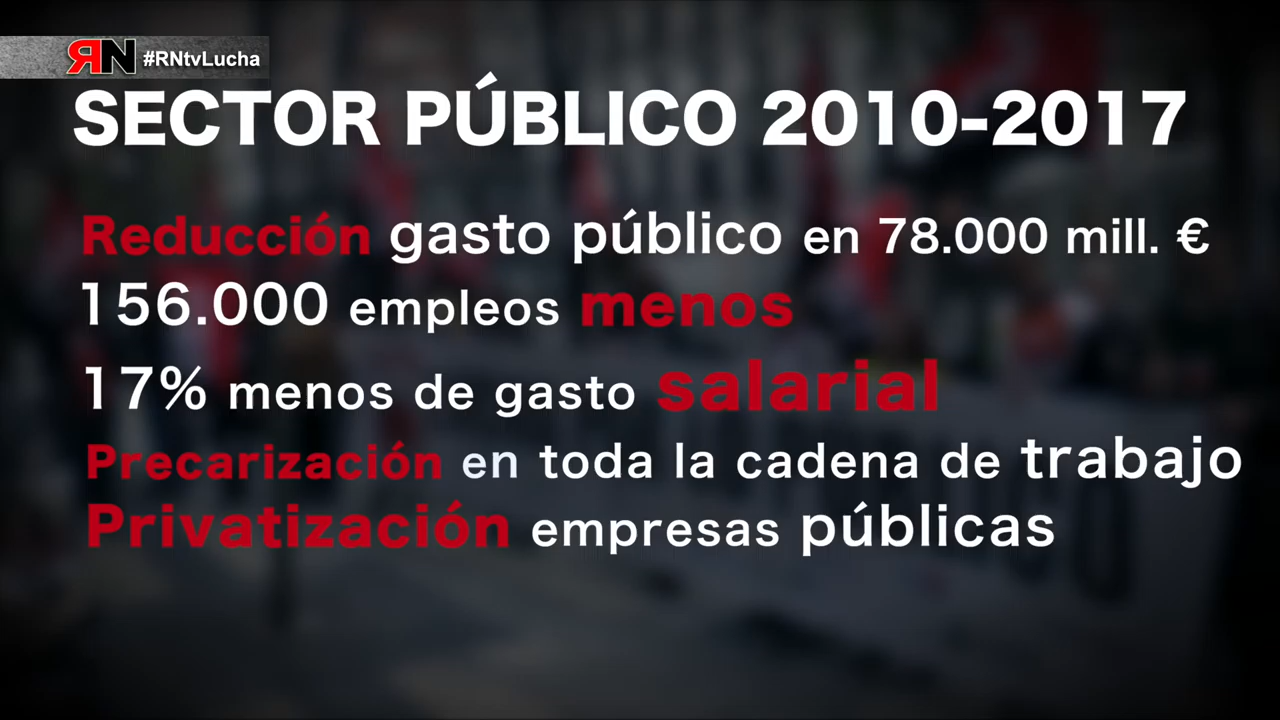 RN #RNtvLucha
SECTOR PÚBLICO 2010-2017
Reducción gasto público en 78.000 mill. €
156.000 empleos menos
17% menos de gasto salarial
Precarización en toda la cadena de trabajo
Privatización empresas públicas